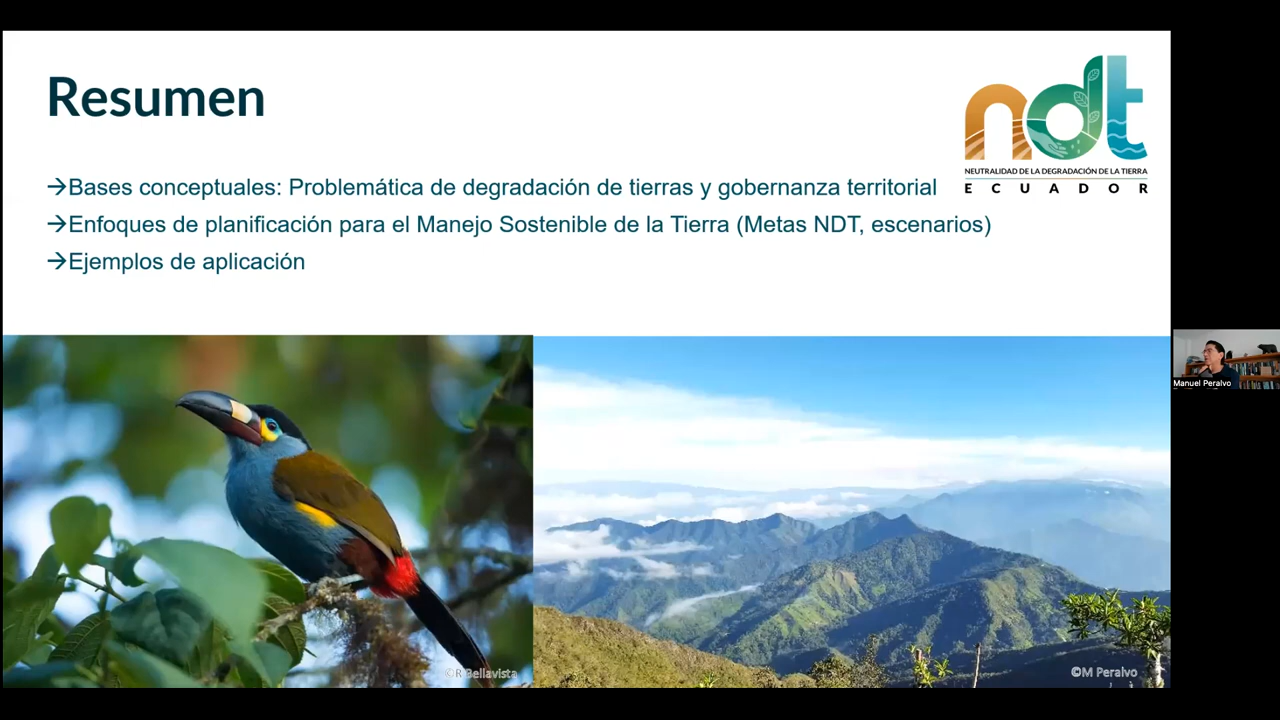 Resumen
ndt
NEUTRALIDAD DE LA DEGRADACIÓN DE LA TIERRA
ECUADOR
→Bases conceptuales: Problemática de degradación de tierras y gobernanza territorial
→Enfoques de planificación para el Manejo Sostenible de la Tierra (Metas NDT, escenarios)
→Ejemplos de aplicación
Manuel Peralvo
©R Bellavista
©M Peralvo